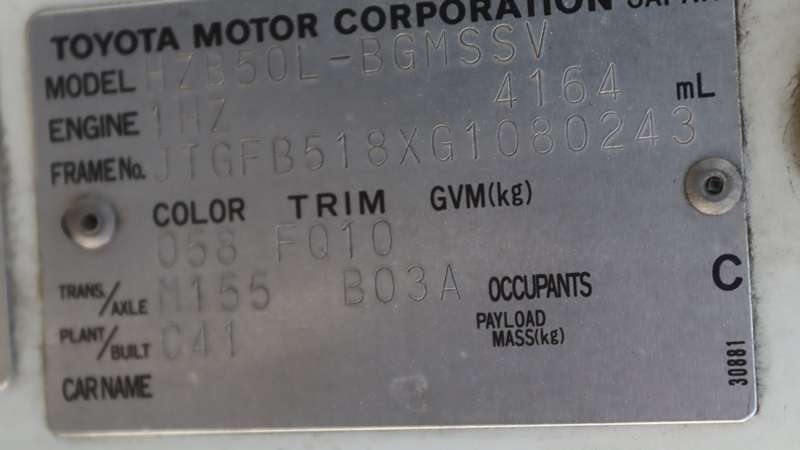 TOYOTA MOTOR CORPORATION JAPAN
MODEL HZB50L-BGMSSV
ENGINE 1HZ 4164 mL
FRAME No. JTGFB518XG1080243
COLOR TRIM GVM(kg)
058 FQ10
TRANS/AXLE M155 B03A OCCUPANTS
PLANT/BUILT C41 PAYLOAD MASS(kg)
CAR NAME
C
30881